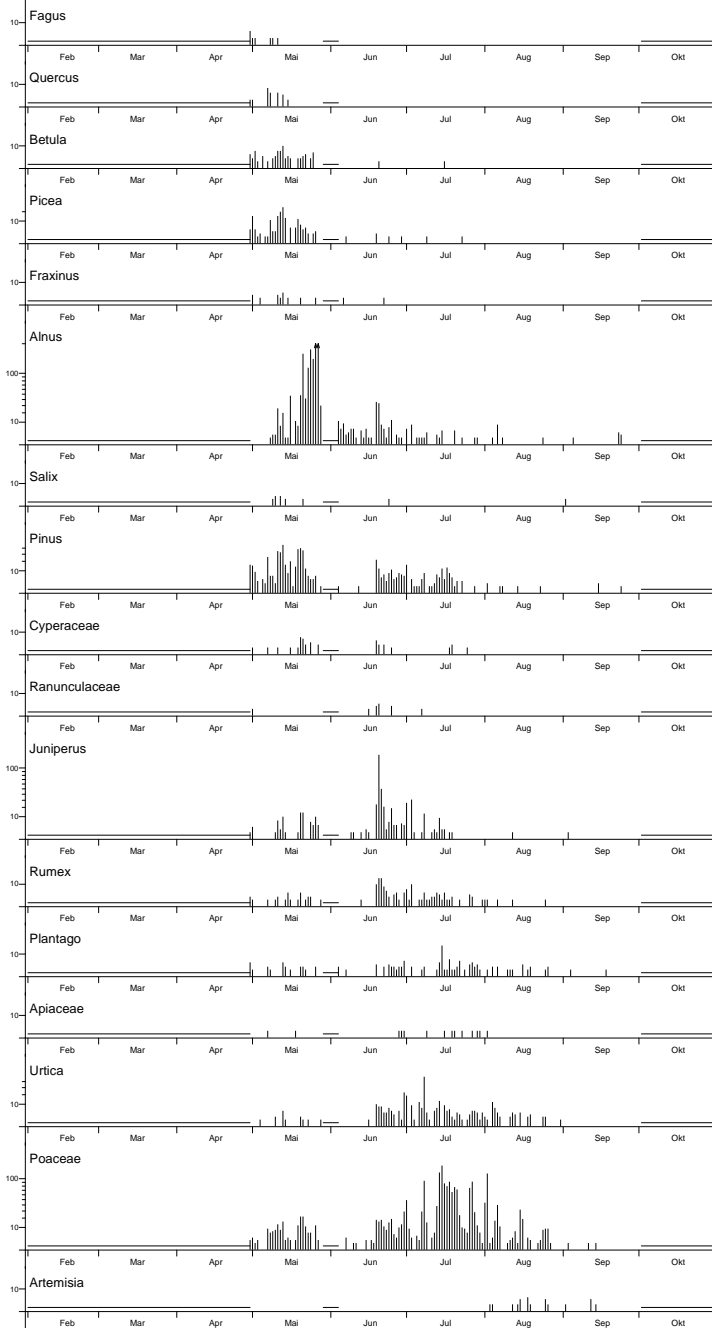 Fagus
10
Feb Mar Apr Mai Jun Jul Aug Sep Okt
Quercus
10
Feb Mar Apr Mai Jun Jul Aug Sep Okt
Betula
10
Feb Mar Apr Mai Jun Jul Aug Sep Okt
Picea
10
Feb Mar Apr Mai Jun Jul Aug Sep Okt
Fraxinus
10
Feb Mar Apr Mai Jun Jul Aug Sep Okt
Alnus
100
10
Feb Mar Apr Mai Jun Jul Aug Sep Okt
Salix
10
Feb Mar Apr Mai Jun Jul Aug Sep Okt
Pinus
10
Feb Mar Apr Mai Jun Jul Aug Sep Okt
Cyperaceae
10
Feb Mar Apr Mai Jun Jul Aug Sep Okt
Ranunculaceae
10
Feb Mar Apr Mai Jun Jul Aug Sep Okt
Juniperus
100
10
Feb Mar Apr Mai Jun Jul Aug Sep Okt
Rumex
10
Feb Mar Apr Mai Jun Jul Aug Sep Okt
Plantago
10
Feb Mar Apr Mai Jun Jul Aug Sep Okt
Apiaceae
10
Feb Mar Apr Mai Jun Jul Aug Sep Okt
Urtica
10
Feb Mar Apr Mai Jun Jul Aug Sep Okt
Poaceae
100
10
Feb Mar Apr Mai Jun Jul Aug Sep Okt
Artemisia
10
Feb Mar Apr Mai Jun Jul Aug Sep Okt